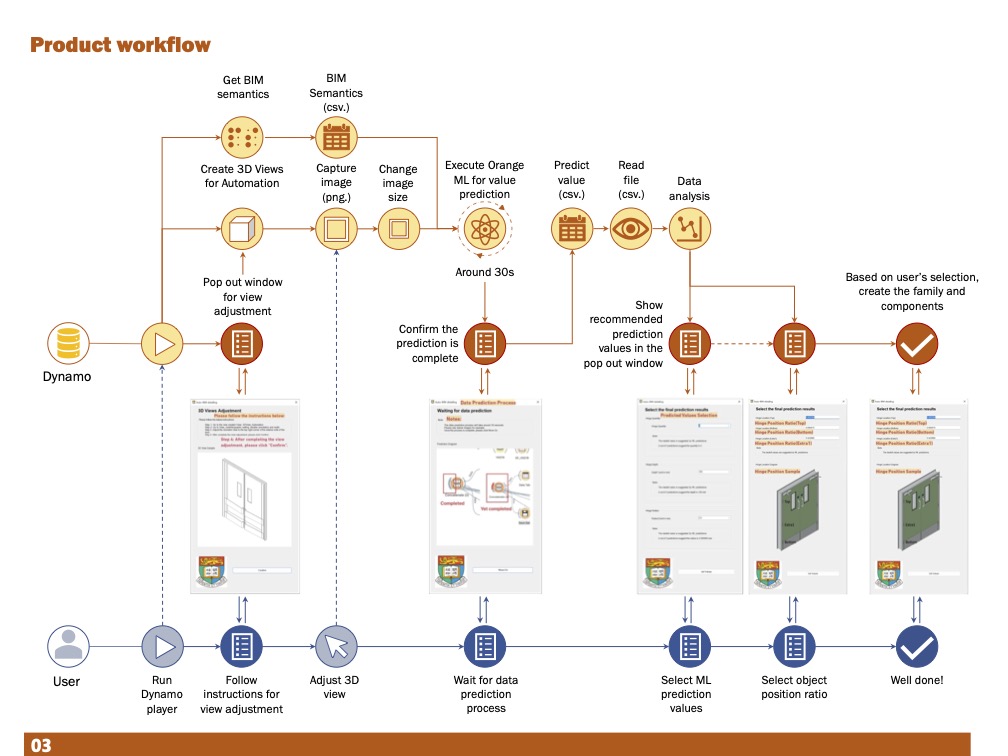 Product workflow
Get BIM
semantics
BIM
Semantics
(csv.)
Create 3D Views
for Automation
Capture
image
(png.)
Change
image
size
Execute Orange
ML for value
prediction
Predict
value
(csv.)
Read
file
(csv.)
Data
analysis
Pop out window
for view
adjustment
Around 30s
Confirm the
prediction is
complete
Show
recommended
prediction
values in the
pop out window
Based on user's selection,
create the family and
components
Dynamo
3D Views Adjustment
Please follow the instructions below
Step 6: After completing the view
adjustment, please click "Confirm".
Data Prediction Process
Waiting for data prediction
Notes:
Completed
Yet completed
Select the final prediction results
Predicted Values Selection
Select the final prediction results
Hinge Position Ratio(Top)
Hinge Position Ratio(Bottom)
Hinge Position Ratio(Extra1)
Hinge Position Sample
Select the final prediction results
Hinge Position Ratio(Top)
Hinge Position Ratio(Bottom)
Hinge Position Ratio(Extra1)
Hinge Position Sample
User
Run
Dynamo
player
Follow
instructions for
view adjustment
Adjust 3D
view
Wait for data
prediction
process
Select ML
prediction
values
Select object
position ratio
Well done!
03